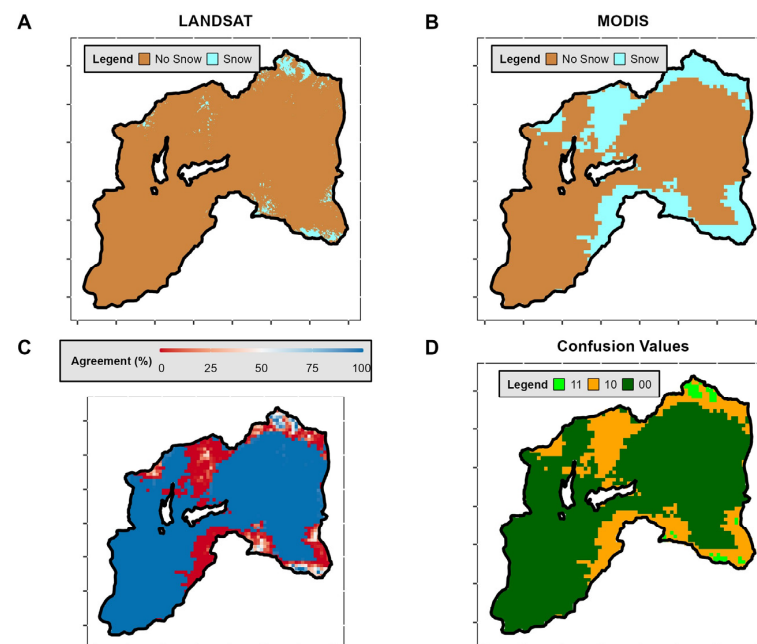 A
LANDSAT
Legend No Snow Snow
B
MODIS
Legend No Snow Snow
C
Agreement (%)
0 25 50 75 100
D
Confusion Values
Legend 11 10 00